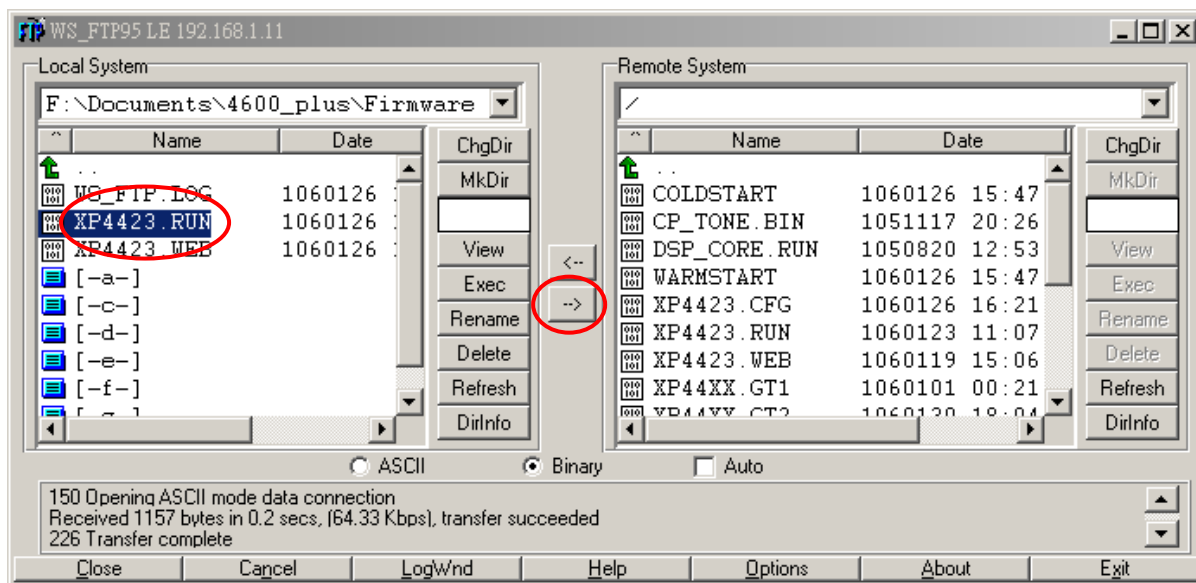 WS_FTP95 LE 192.168.1.11
Local System
F:\Documents\4600_plus\Firmware
^ Name Date
..
WS_FTP.LOG 1060126
XP4423.RUN 1060126
XP4423.WEB 1060126
[-a-]
[-c-]
[-d-]
[-e-]
[-f-]
ChgDir
MkDir
View
Exec
Rename
Delete
Refresh
DirInfo
<--
-->
Remote System
/
^ Name Date
..
COLDSTART 1060126 15:47
CP_TONE.BIN 1051117 20:26
DSP_CORE.RUN 1050820 12:53
WARMSTART 1060126 15:47
XP4423.CFG 1060126 16:21
XP4423.RUN 1060123 11:07
XP4423.WEB 1060119 15:06
XP44XX.GT1 1060101 00:21
XP44XX.GT2 1060120 18:04
ChgDir
MkDir
View
Exec
Rename
Delete
Refresh
DirInfo
ASCII Binary Auto
150 Opening ASCII mode data connection
Received 1157 bytes in 0.2 secs, (64.33 Kbps), transfer succeeded
226 Transfer complete
Close Cancel LogWnd Help Options About Exit